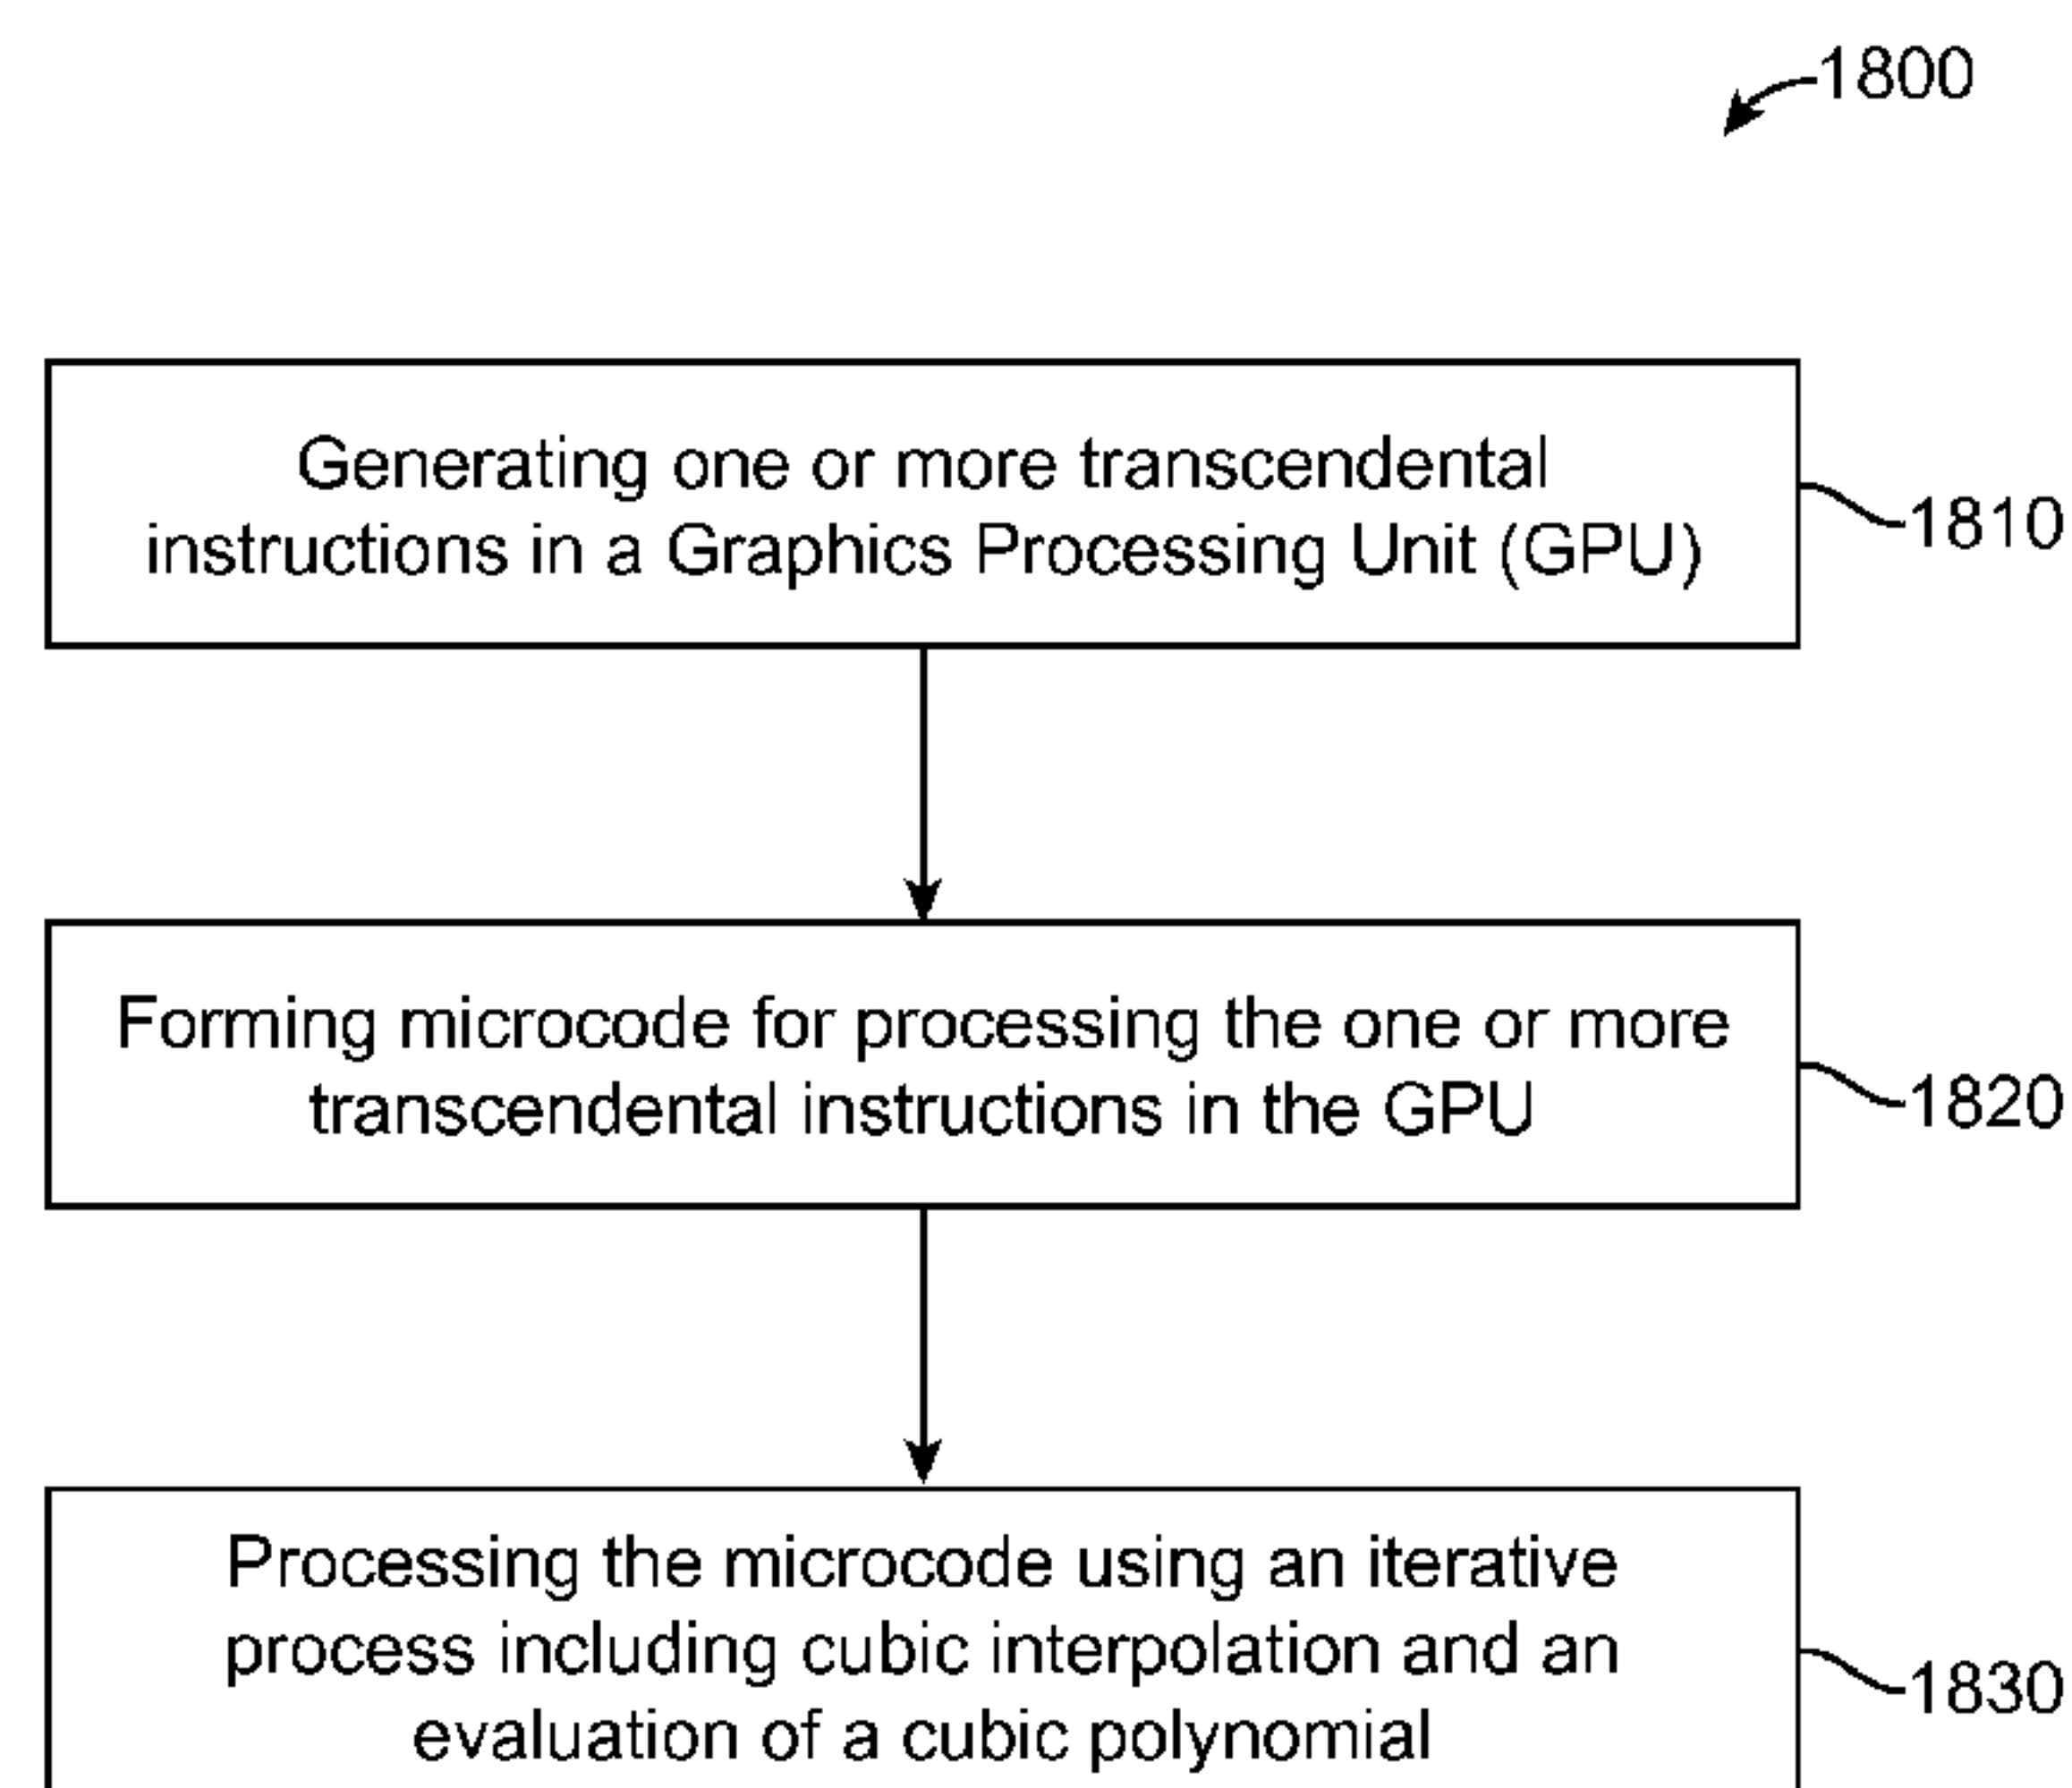 1800
Generating one or more transcendental
instructions in a Graphics Processing Unit (GPU)
1810
Forming microcode for processing the one or more
transcendental instructions in the GPU
1820
Processing the microcode using an iterative
process including cubic interpolation and an
evaluation of a cubic polynomial
1830